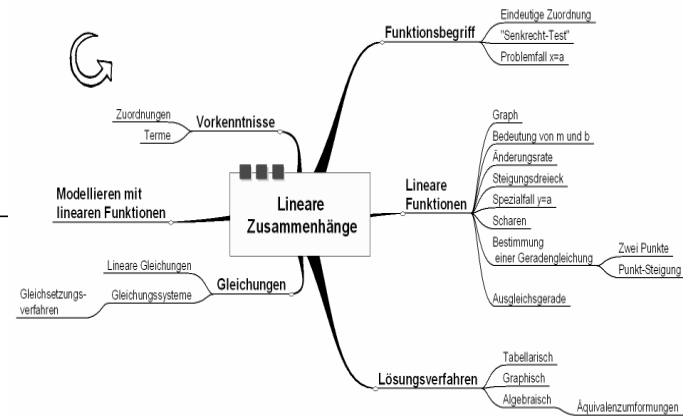 Lineare
Zusammenhänge
Funktionsbegriff
Eindeutige Zuordnung
"Senkrecht-Test"
Problemfall x=a
Lineare
Funktionen
Graph
Bedeutung von m und b
Änderungsrate
Steigungsdreieck
Spezialfall y=a
Scharen
Bestimmung
einer Geradengleichung
Zwei Punkte
Punkt-Steigung
Ausgleichsgerade
Lösungsverfahren
Tabellarisch
Graphisch
Algebraisch
Äquivalenzumformungen
Gleichungen
Lineare Gleichungen
Gleichungssysteme
Gleichsetzungs-
verfahren
Modellieren mit
linearen Funktionen
Vorkenntnisse
Zuordnungen
Terme